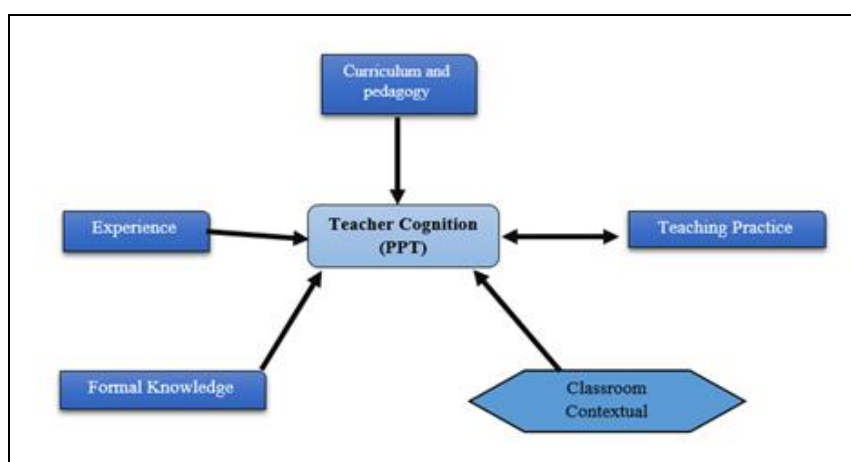 Curriculum and
pedagogy
Experience
Teacher Cognition
(PPT)
Teaching Practice
Formal Knowledge
Classroom
Contextual